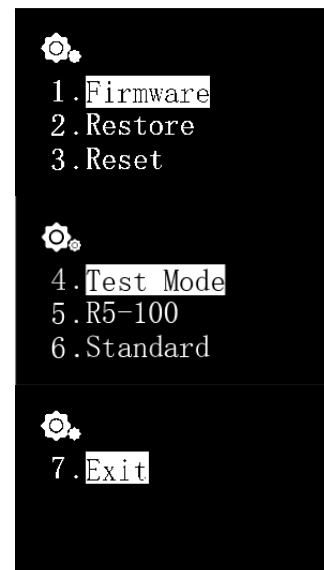 1.Firmware
2.Restore
3.Reset
4.Test Mode
5.R5-100
6.Standard
7.Exit